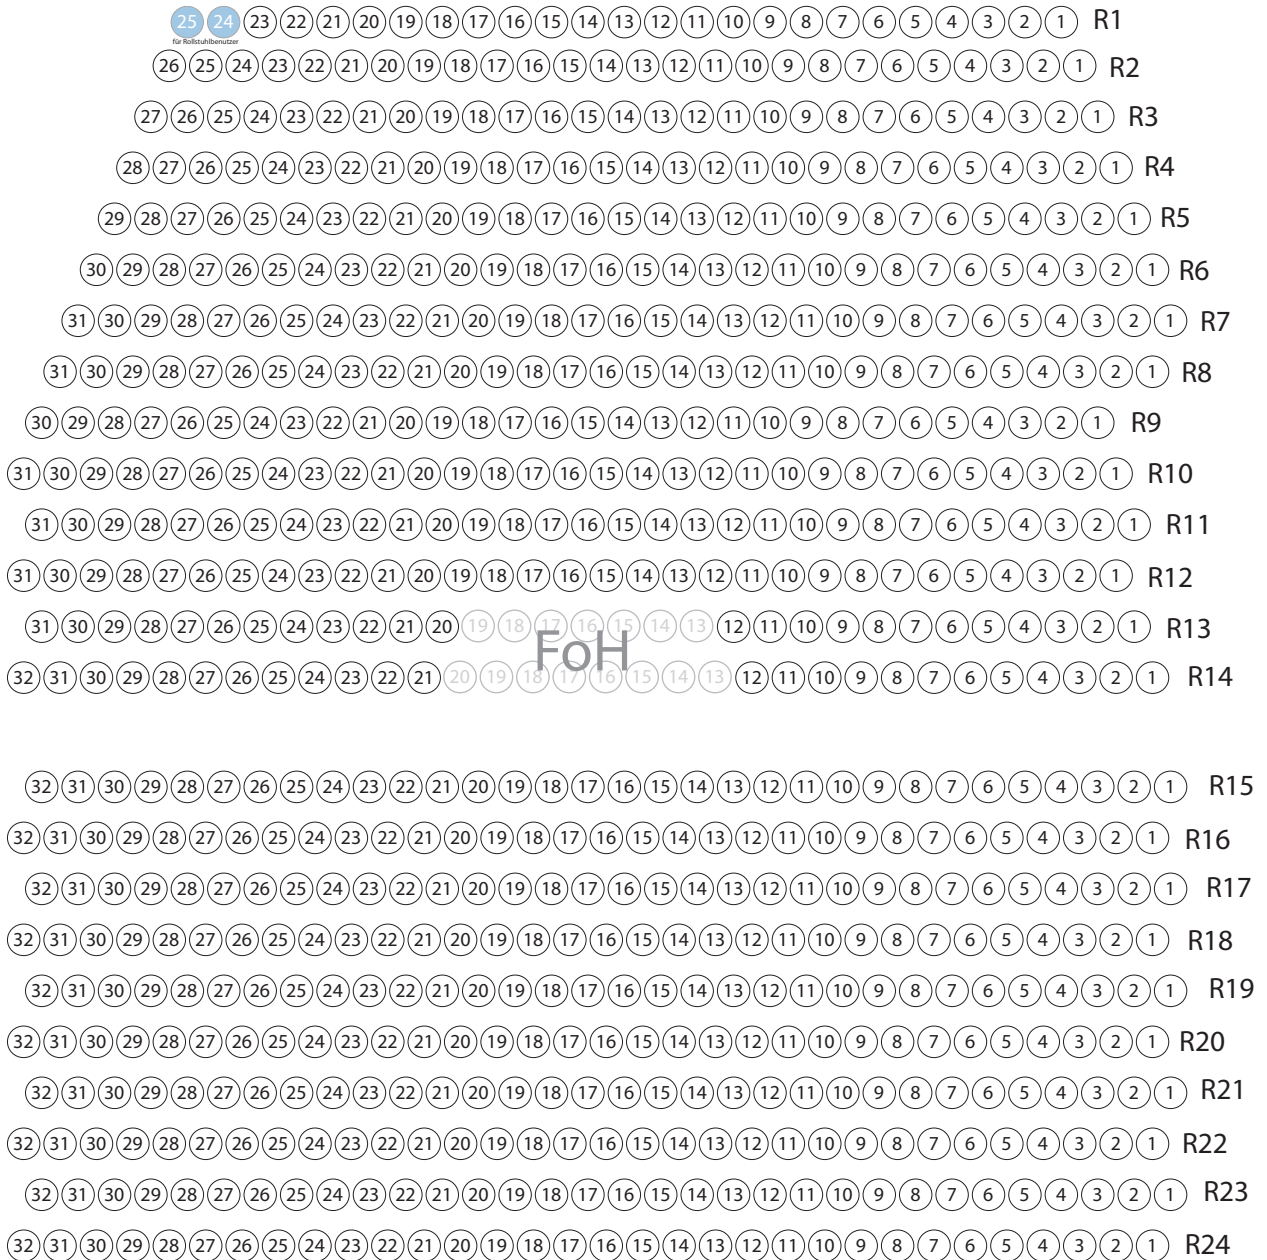 25 24 23 22 21 20 19 18 17 16 15 14 13 12 11 10 9 8 7 6 5 4 3 2 1 R1
für Rollstuhlbenutzer
26 25 24 23 22 21 20 19 18 17 16 15 14 13 12 11 10 9 8 7 6 5 4 3 2 1 R2
27 26 25 24 23 22 21 20 19 18 17 16 15 14 13 12 11 10 9 8 7 6 5 4 3 2 1 R3
28 27 26 25 24 23 22 21 20 19 18 17 16 15 14 13 12 11 10 9 8 7 6 5 4 3 2 1 R4
29 28 27 26 25 24 23 22 21 20 19 18 17 16 15 14 13 12 11 10 9 8 7 6 5 4 3 2 1 R5
30 29 28 27 26 25 24 23 22 21 20 19 18 17 16 15 14 13 12 11 10 9 8 7 6 5 4 3 2 1 R6
31 30 29 28 27 26 25 24 23 22 21 20 19 18 17 16 15 14 13 12 11 10 9 8 7 6 5 4 3 2 1 R7
31 30 29 28 27 26 25 24 23 22 21 20 19 18 17 16 15 14 13 12 11 10 9 8 7 6 5 4 3 2 1 R8
30 29 28 27 26 25 24 23 22 21 20 19 18 17 16 15 14 13 12 11 10 9 8 7 6 5 4 3 2 1 R9
31 30 29 28 27 26 25 24 23 22 21 20 19 18 17 16 15 14 13 12 11 10 9 8 7 6 5 4 3 2 1 R10
31 30 29 28 27 26 25 24 23 22 21 20 19 18 17 16 15 14 13 12 11 10 9 8 7 6 5 4 3 2 1 R11
31 30 29 28 27 26 25 24 23 22 21 20 19 18 17 16 15 14 13 12 11 10 9 8 7 6 5 4 3 2 1 R12
31 30 29 28 27 26 25 24 23 22 21 20 19 18 17 16 15 14 13 12 11 10 9 8 7 6 5 4 3 2 1 R13
FoH
32 31 30 29 28 27 26 25 24 23 22 21 20 19 18 17 16 15 14 13 12 11 10 9 8 7 6 5 4 3 2 1 R14
32 31 30 29 28 27 26 25 24 23 22 21 20 19 18 17 16 15 14 13 12 11 10 9 8 7 6 5 4 3 2 1 R15
32 31 30 29 28 27 26 25 24 23 22 21 20 19 18 17 16 15 14 13 12 11 10 9 8 7 6 5 4 3 2 1 R16
32 31 30 29 28 27 26 25 24 23 22 21 20 19 18 17 16 15 14 13 12 11 10 9 8 7 6 5 4 3 2 1 R17
32 31 30 29 28 27 26 25 24 23 22 21 20 19 18 17 16 15 14 13 12 11 10 9 8 7 6 5 4 3 2 1 R18
32 31 30 29 28 27 26 25 24 23 22 21 20 19 18 17 16 15 14 13 12 11 10 9 8 7 6 5 4 3 2 1 R19
32 31 30 29 28 27 26 25 24 23 22 21 20 19 18 17 16 15 14 13 12 11 10 9 8 7 6 5 4 3 2 1 R20
32 31 30 29 28 27 26 25 24 23 22 21 20 19 18 17 16 15 14 13 12 11 10 9 8 7 6 5 4 3 2 1 R21
32 31 30 29 28 27 26 25 24 23 22 21 20 19 18 17 16 15 14 13 12 11 10 9 8 7 6 5 4 3 2 1 R22
32 31 30 29 28 27 26 25 24 23 22 21 20 19 18 17 16 15 14 13 12 11 10 9 8 7 6 5 4 3 2 1 R23
32 31 30 29 28 27 26 25 24 23 22 21 20 19 18 17 16 15 14 13 12 11 10 9 8 7 6 5 4 3 2 1 R24